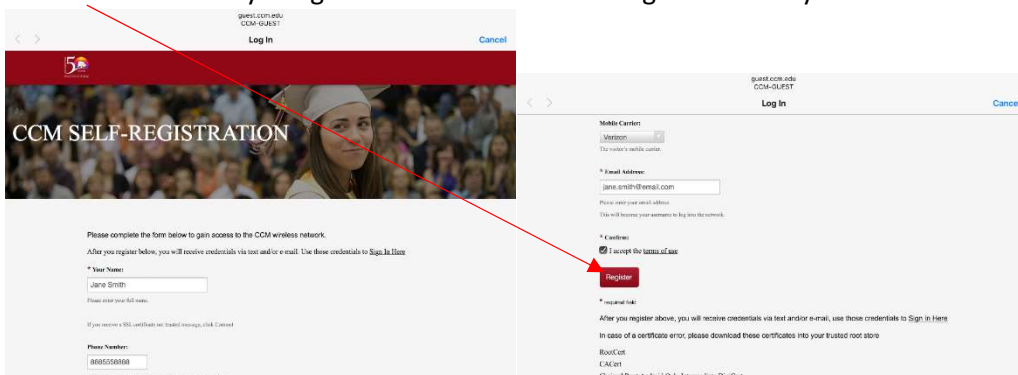 guest.ccm.edu
CCM-GUEST
Log In
Cancel
50
CCM SELF-REGISTRATION
Please complete the form below to gain access to the CCM wireless network.
After you register below, you will receive credentials via text and/or e-mail. Use those credentials to Sign In Here
* Your Name:
Jane Smith
Please enter your full name.
If you receive a SSL certificate not trusted message, click Connect
Phone Number:
8885558888
guest.ccm.edu
CCM-GUEST
Log In
Cance
Mobile Carrier:
Verizon
The visitor's mobile carrier.
* Email Address:
jane.smith@email.com
Please enter your email address.
This will become your username to log into the network.
* Confirm:
I accept the terms of use
Register
* required field
After you register above, you will receive credentials via text and/or e-mail, use those credentials to Sign In Here
In case of a certificate error, please download these certificates into your trusted root store
RootCert
CACert